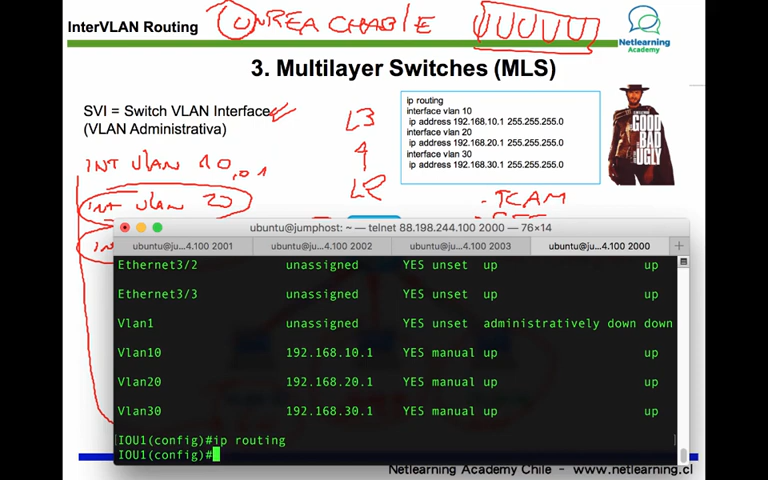 InterVLAN Routing
UNREACHABLE UUUUU
Netlearning
Academy
3. Multilayer Switches (MLS)
SVI = Switch VLAN Interface
(VLAN Administrativa)
ip routing
interface vlan 10
ip address 192.168.10.1 255.255.255.0
interface vlan 20
ip address 192.168.20.1 255.255.255.0
interface vlan 30
ip address 192.168.30.1 255.255.255.0
THE
GOOD
THE
BAD
THE
UGLY
L3
L2
INT VLAN 10
INT VLAN 20
- TCAM
ubuntu@jumphost: ~ — telnet 88.198.244.100 2000 — 76×14
ubuntu@ju...4.100 2001
ubuntu@ju...4.100 2002
ubuntu@ju...4.100 2003
ubuntu@ju...4.100 2000
Ethernet3/2 unassigned YES unset up up
Ethernet3/3 unassigned YES unset up up
Vlan1 unassigned YES unset administratively down down
Vlan10 192.168.10.1 YES manual up up
Vlan20 192.168.20.1 YES manual up up
Vlan30 192.168.30.1 YES manual up up
IOU1(config)#ip routing
IOU1(config)#
Netlearning Academy Chile - www.netlearning.cl